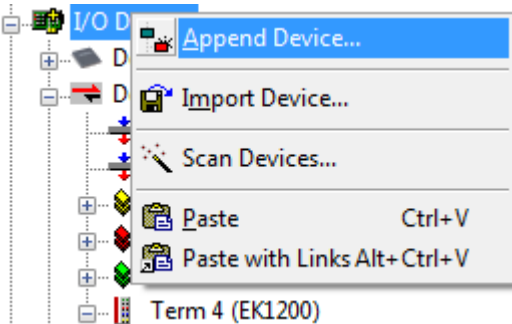 I/O D
Append Device...
D
D
Import Device...
Scan Devices...
Paste Ctrl+V
Paste with Links Alt+Ctrl+V
Term 4 (EK1200)